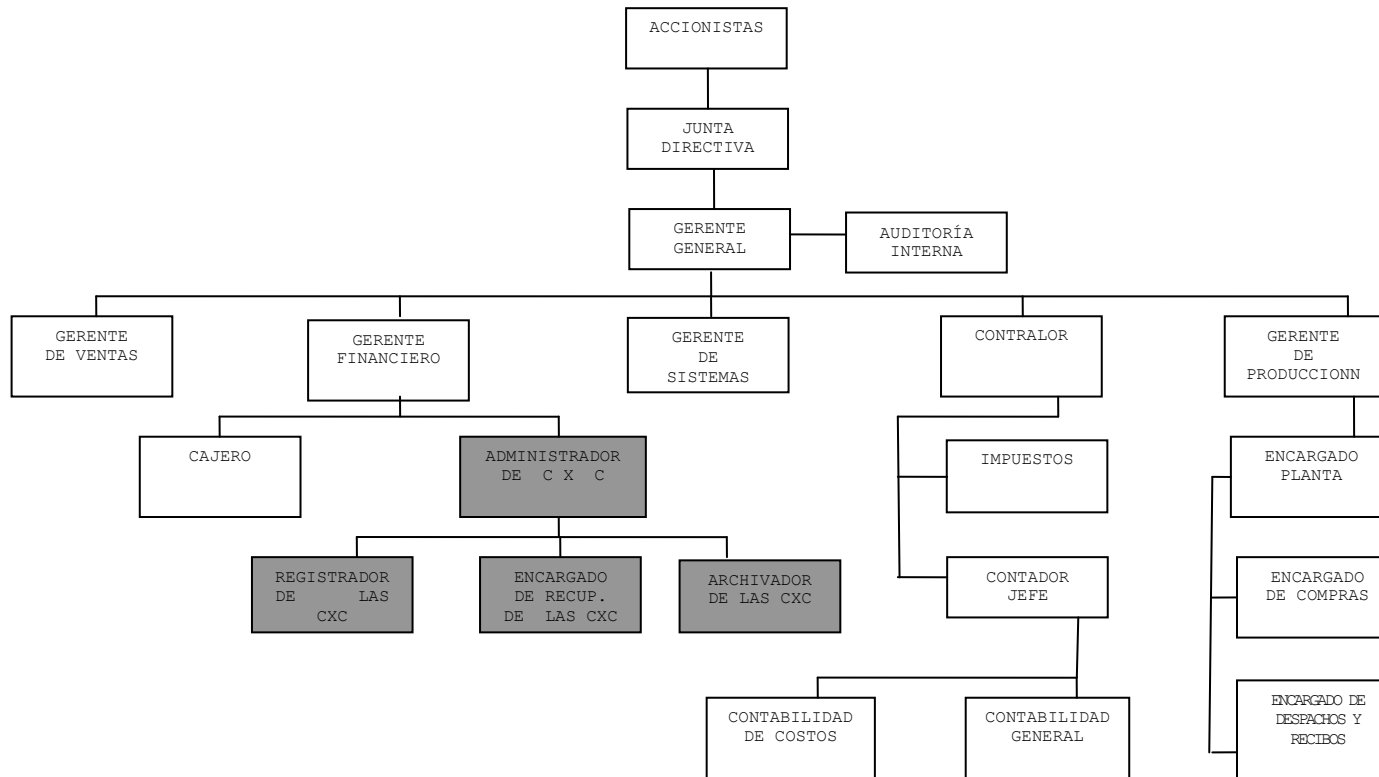 ACCIONISTAS
JUNTA
DIRECTIVA
GERENTE
GENERAL
AUDITORÍA
INTERNA
GERENTE
DE VENTAS
GERENTE
FINANCIERO
GERENTE
DE
SISTEMAS
CONTRALOR
GERENTE
DE
PRODUCCIONN
CAJERO
ADMINISTRADOR
DE C X C
IMPUESTOS
ENCARGADO
PLANTA
REGISTRADOR
DE LAS
CXC
ENCARGADO
DE RECUP.
DE LAS CXC
ARCHIVADOR
DE LAS CXC
CONTADOR
JEFE
ENCARGADO
DE COMPRAS
CONTABILIDAD
DE COSTOS
CONTABILIDAD
GENERAL
ENCARGADO DE
DESPACHOS Y
RECIBOS